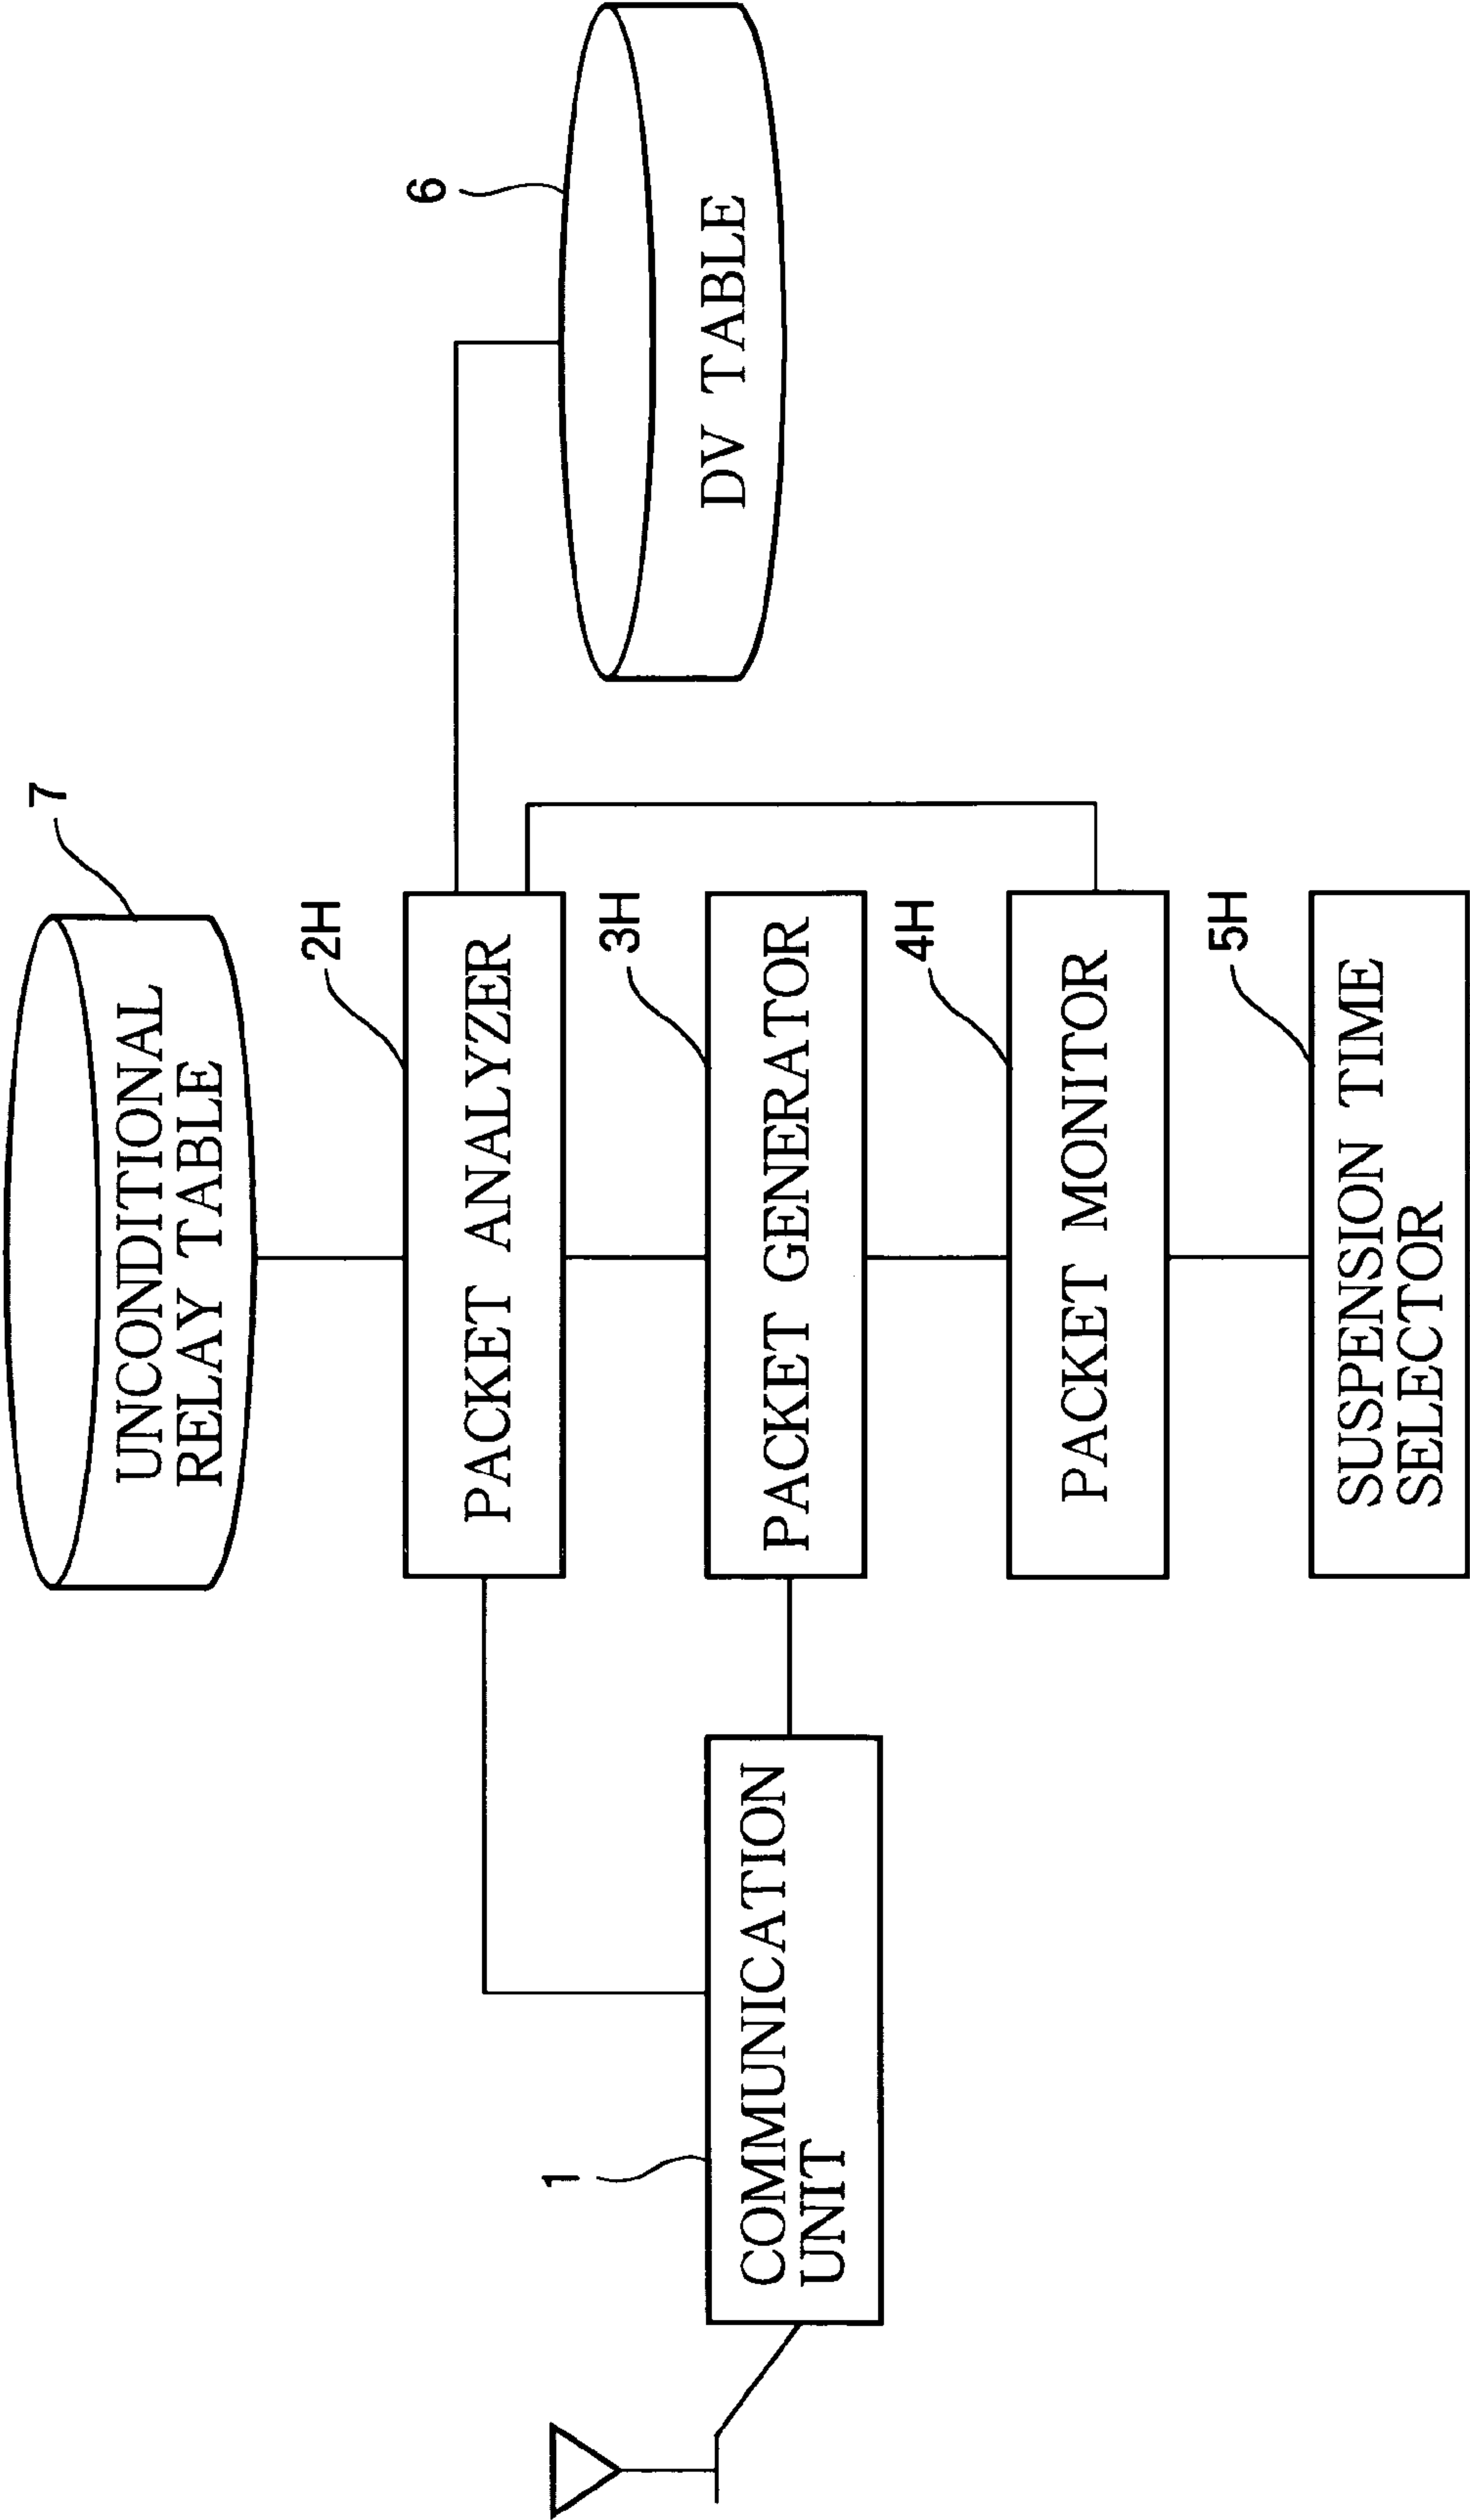 7
UNCONDITIONAL
RELAY TABLE
2H
PACKET ANALYZER
6
DV TABLE
3H
PACKET GENERATOR
1
COMMUNICATION
UNIT
4H
PACKET MONITOR
5H
SUSPENSION TIME
SELECTOR